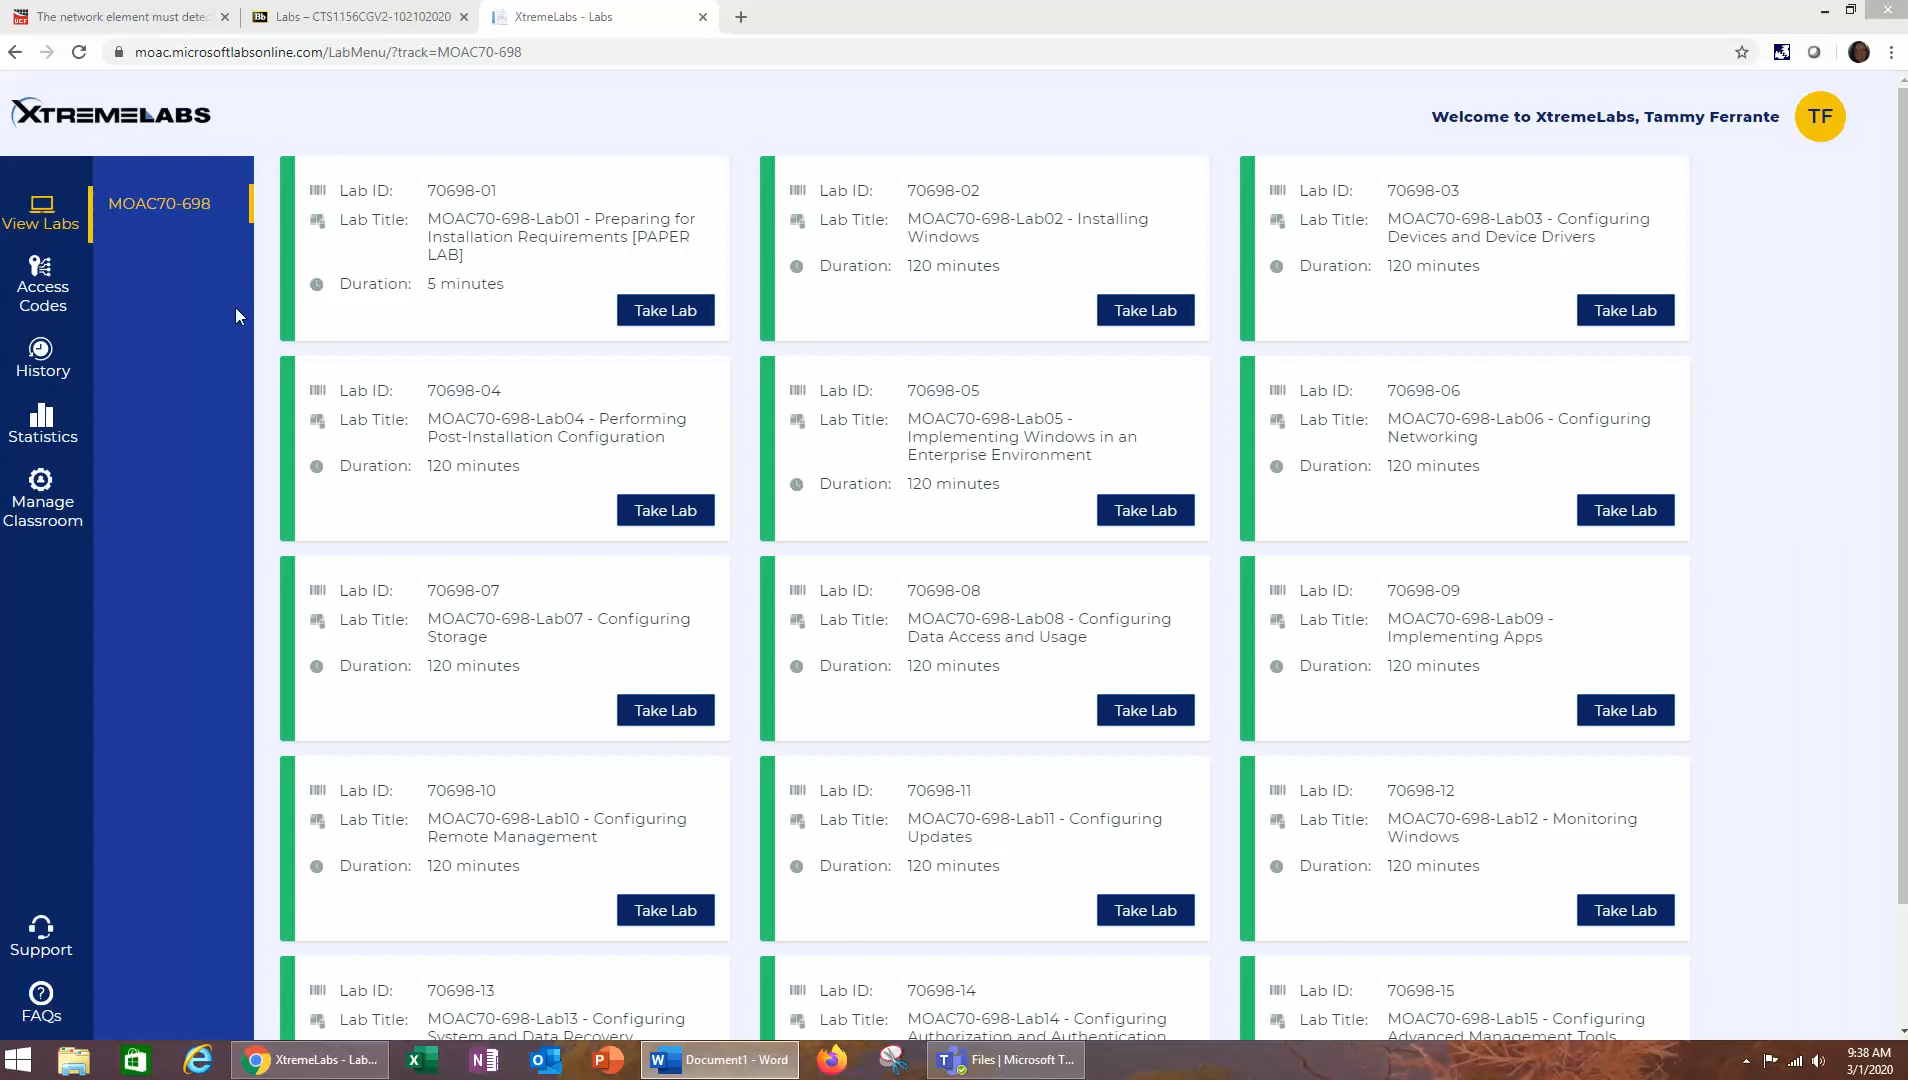 The network element must dete
Labs – CTS1156CGV2-102102020
XtremeLabs - Labs
moac.microsoftlabsonline.com/LabMenu/?track=MOAC70-698
XTREMELABS
Welcome to XtremeLabs, Tammy Ferrante
TF
View Labs
Access
Codes
History
Statistics
Manage
Classroom
Support
FAQs
MOAC70-698
Lab ID: 70698-01
Lab Title: MOAC70-698-Lab01 - Preparing for
Installation Requirements [PAPER
LAB]
Duration: 5 minutes
Take Lab
Lab ID: 70698-02
Lab Title: MOAC70-698-Lab02 - Installing
Windows
Duration: 120 minutes
Take Lab
Lab ID: 70698-03
Lab Title: MOAC70-698-Lab03 - Configuring
Devices and Device Drivers
Duration: 120 minutes
Take Lab
Lab ID: 70698-04
Lab Title: MOAC70-698-Lab04 - Performing
Post-Installation Configuration
Duration: 120 minutes
Take Lab
Lab ID: 70698-05
Lab Title: MOAC70-698-Lab05 -
Implementing Windows in an
Enterprise Environment
Duration: 120 minutes
Take Lab
Lab ID: 70698-06
Lab Title: MOAC70-698-Lab06 - Configuring
Networking
Duration: 120 minutes
Take Lab
Lab ID: 70698-07
Lab Title: MOAC70-698-Lab07 - Configuring
Storage
Duration: 120 minutes
Take Lab
Lab ID: 70698-08
Lab Title: MOAC70-698-Lab08 - Configuring
Data Access and Usage
Duration: 120 minutes
Take Lab
Lab ID: 70698-09
Lab Title: MOAC70-698-Lab09 -
Implementing Apps
Duration: 120 minutes
Take Lab
Lab ID: 70698-10
Lab Title: MOAC70-698-Lab10 - Configuring
Remote Management
Duration: 120 minutes
Take Lab
Lab ID: 70698-11
Lab Title: MOAC70-698-Lab11 - Configuring
Updates
Duration: 120 minutes
Take Lab
Lab ID: 70698-12
Lab Title: MOAC70-698-Lab12 - Monitoring
Windows
Duration: 120 minutes
Take Lab
Lab ID: 70698-13
Lab Title: MOAC70-698-Lab13 - Configuring
System and Data Recovery
Lab ID: 70698-14
Lab Title: MOAC70-698-Lab14 - Configuring
Authorization and Authentication
Lab ID: 70698-15
Lab Title: MOAC70-698-Lab15 - Configuring
Advanced Management Tools
XtremeLabs - Lab...
Document1 - Word
Files | Microsoft T...
9:38 AM
3/1/2020